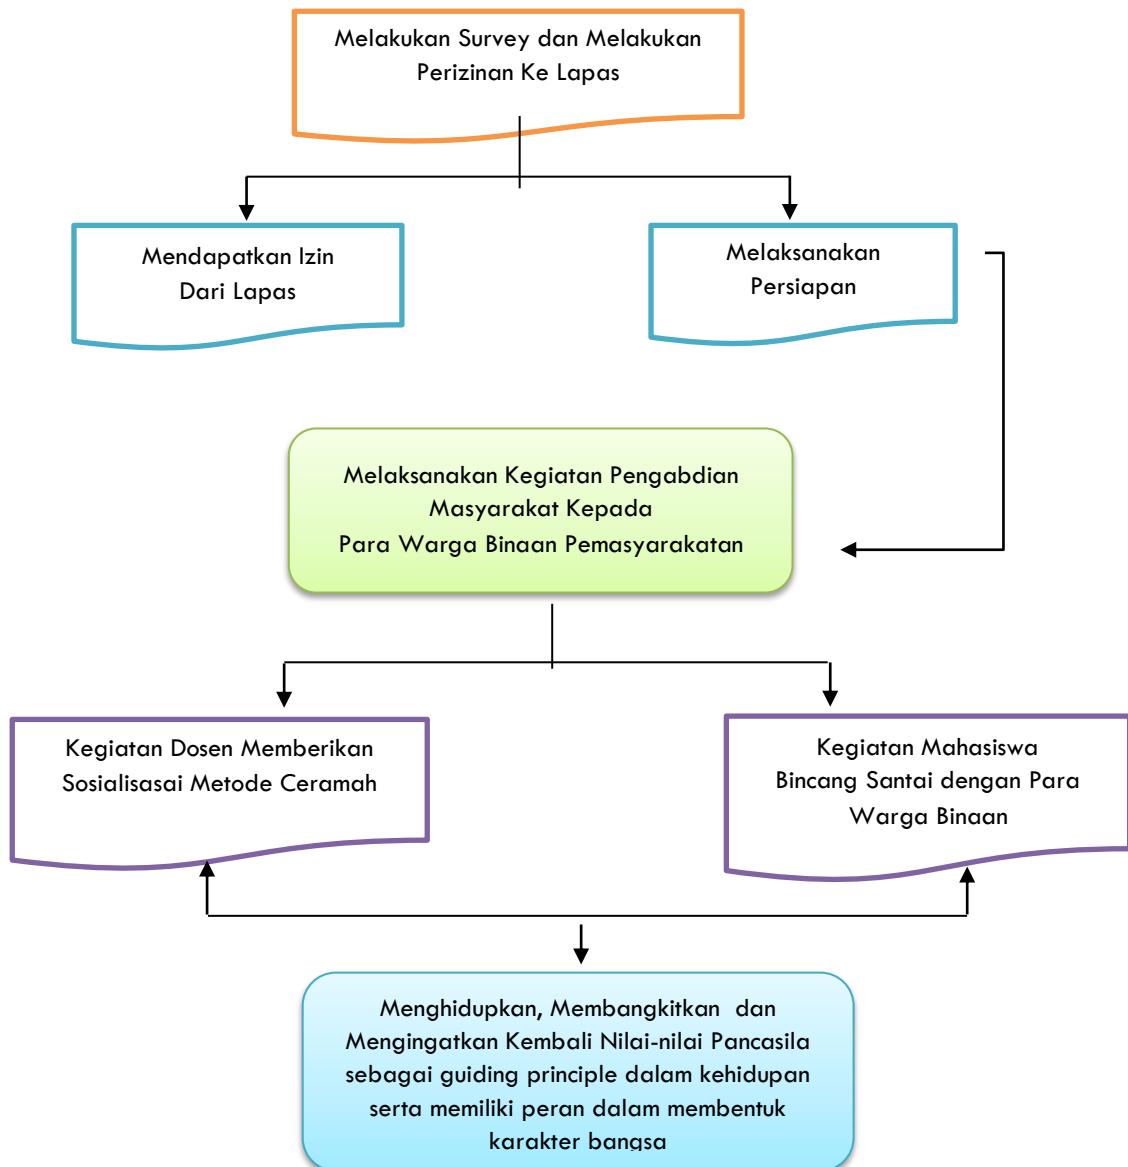 Melakukan Survey dan Melakukan
Perizinan Ke Lapas
Mendapatkan Izin
Dari Lapas
Melaksanakan
Persiapan
Melaksanakan Kegiatan Pengabdian
Masyarakat Kepada
Para Warga Binaan Pemasyarakatan
Kegiatan Dosen Memberikan
Sosialisasai Metode Ceramah
Kegiatan Mahasiswa
Bincang Santai dengan Para
Warga Binaan
Menghidupkan, Membangkitkan dan
Mengingatkan Kembali Nilai-nilai Pancasila
sebagai guiding principle dalam kehidupan
serta memiliki peran dalam membentuk
karakter bangsa